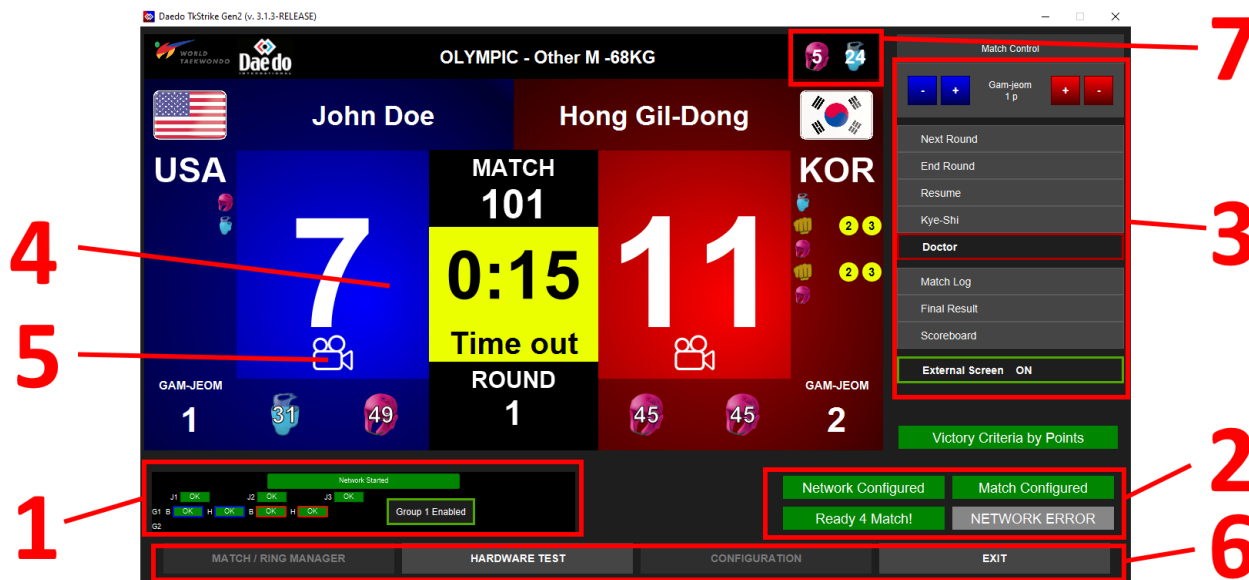 Daedo TkStrike Gen2 (v. 3.1.3-RELEASE)
7
WORLD
TAEKWONDO
Daedo
INTERNATIONAL
OLYMPIC - Other M -68KG
5 24
Match Control
John Doe
Hong Gil-Dong
- + Gam-jeom + -
1 p
USA
KOR
MATCH
101
7
11
0:15
Time out
2 3
2 3
ROUND
1
GAM-JEOM
1
31 49
45 45
GAM-JEOM
2
Next Round
End Round
Resume
Kye-Shi
Doctor
Match Log
Final Result
Scoreboard
External Screen ON
3
4
5
Victory Criteria by Points
Network Started
J1 OK J2 OK J3 OK
G1 B OK H OK B OK H OK
G2
Group 1 Enabled
1
Network Configured Match Configured
Ready 4 Match! NETWORK ERROR
2
MATCH / RING MANAGER HARDWARE TEST CONFIGURATION EXIT
6